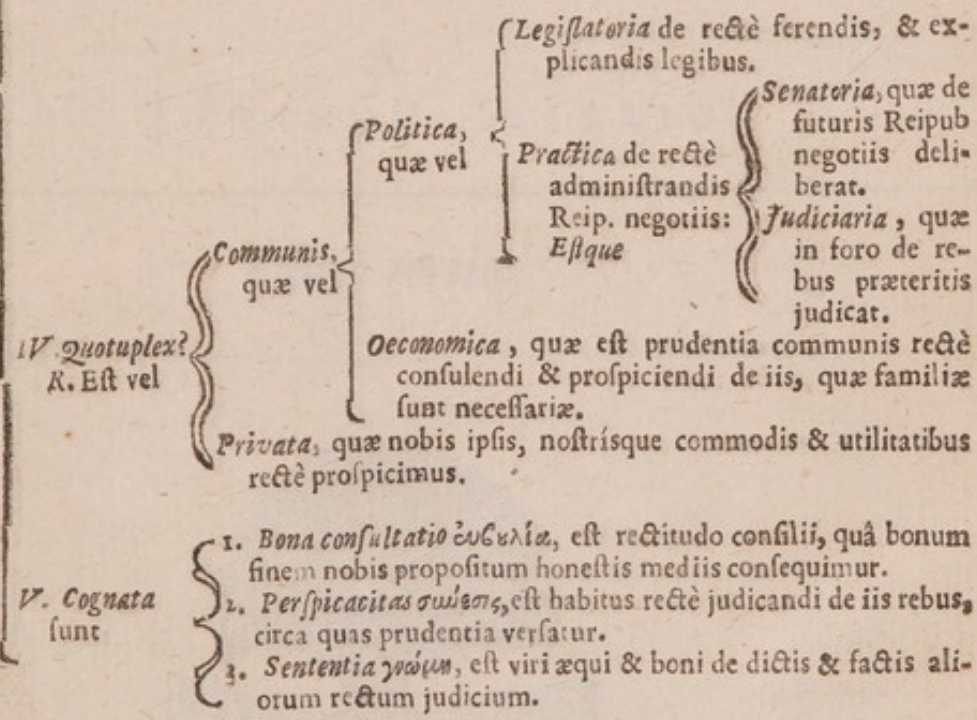 Legiſlatoria de rectè ferendis, & ex-
plicandis legibus.
Politica,
quæ vel
Practica de rectè
adminiſtrandis
Reip. negotiis:
Eſtque
Senatoria, quæ de
futuris Reipub
negotiis deli-
berat.
Judiciaria, quæ
in foro de re-
bus præteritis
judicat.
Communis,
quæ vel
Oeconomica, quæ eſt prudentia communis rectè
conſulendi & proſpiciendi de iis, quæ familiæ
ſunt neceſſariæ.
IV. Quotuplex?
R. Eſt vel
Privata, quæ nobis ipſis, noſtríſque commodis & utilitatibus
rectè proſpicimus.
V. Cognata
ſunt
1. Bona conſultatio ἐυβουλία, eſt rectitudo conſilii, quâ bonum
finem nobis propoſitum honeſtis mediis conſequimur.
2. Perſpicacitas σωύεσις, eſt habitus rectè judicandi de iis rebus,
circa quas prudentia verſatur.
3. Sententia γνώμη, eſt viri æqui & boni de dictis & factis ali-
orum rectum judicium.